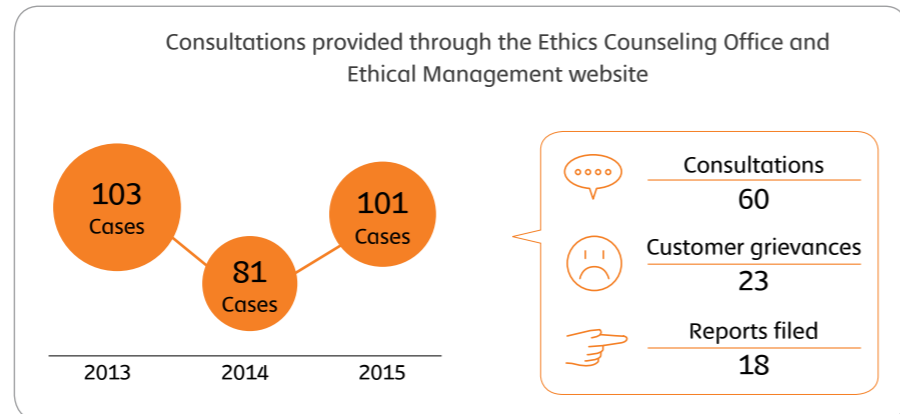 Consultations provided through the Ethics Counseling Office and
Ethical Management website
103
Cases
81
Cases
101
Cases
2013
2014
2015
Consultations
60
Customer grievances
23
Reports filed
18